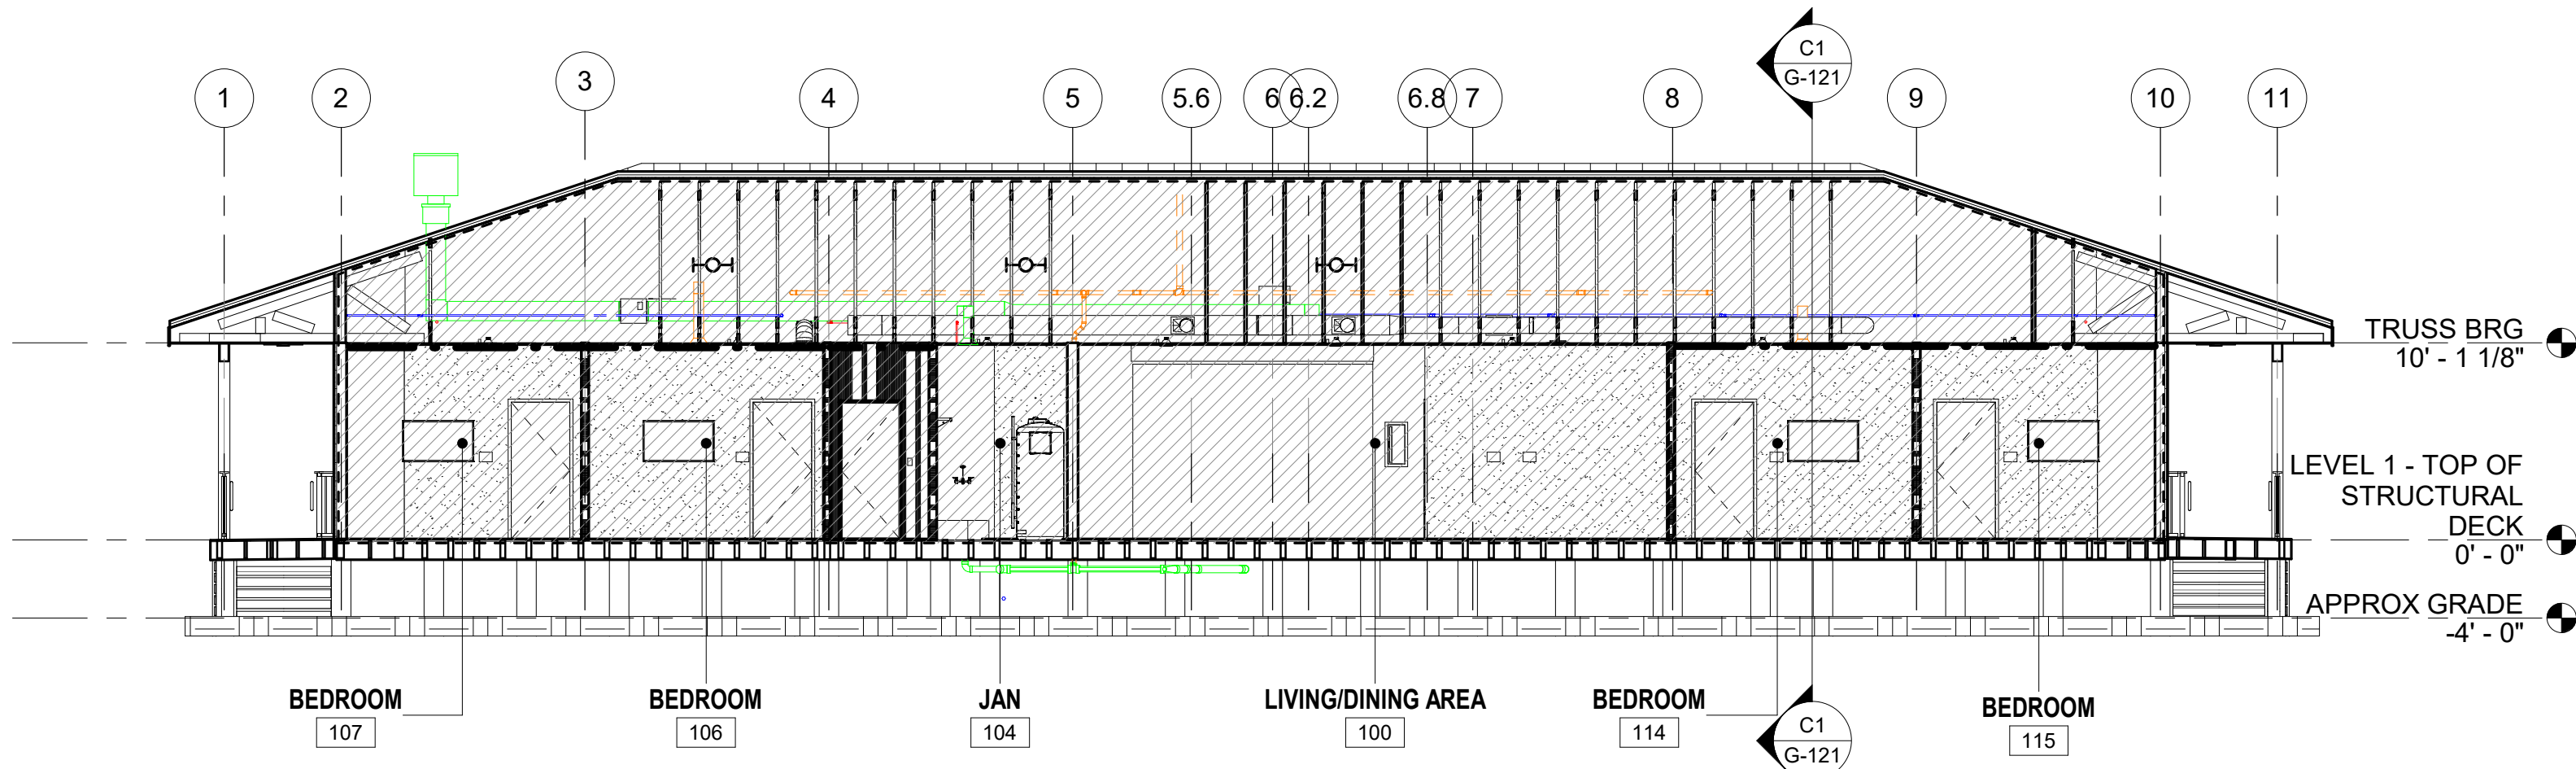 C1
G-121
1
2
3
4
5
5.6
6
6.2
6.8
7
8
9
10
11
TRUSS BRG
10' - 1 1/8"
LEVEL 1 - TOP OF
STRUCTURAL
DECK
0' - 0"
APPROX GRADE
-4' - 0"
BEDROOM
107
BEDROOM
106
JAN
104
LIVING/DINING AREA
100
BEDROOM
114
C1
G-121
BEDROOM
115